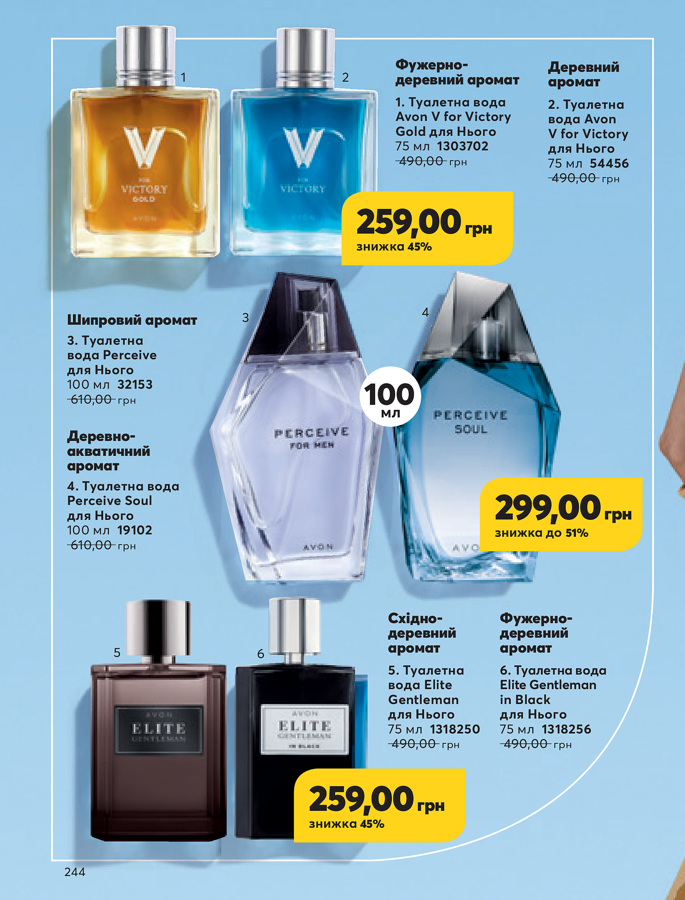 1
V
FOR
VICTORY
GOLD
AVON
2
V
FOR
VICTORY
AVON
Фужерно-
деревний аромат
1. Туалетна вода
Avon V for Victory
Gold для Нього
75 мл 1303702
490,00 грн
Деревний
аромат
2. Туалетна
вода Avon
V for Victory
для Нього
75 мл 54456
490,00 грн
259,00 грн
знижка 45%
Шипровий аромат
3. Туалетна
вода Perceive
для Нього
100 мл 32153
610,00 грн
Деревно-
акватичний
аромат
4. Туалетна вода
Perceive Soul
для Нього
100 мл 19102
610,00 грн
3
PERCEIVE
FOR MEN
AVON
100
мл
4
PERCEIVE
SOUL
AVO
299,00 грн
знижка до 51%
5
AVON
ELITE
GENTLEMAN
6
AVON
ELITE
GENTLEMAN
IN BLACK
Східно-
деревний
аромат
5. Туалетна
вода Elite
Gentleman
для Нього
75 мл 1318250
490,00 грн
Фужерно-
деревний
аромат
6. Туалетна вода
Elite Gentleman
in Black
для Нього
75 мл 1318256
490,00 грн
259,00 грн
знижка 45%
244